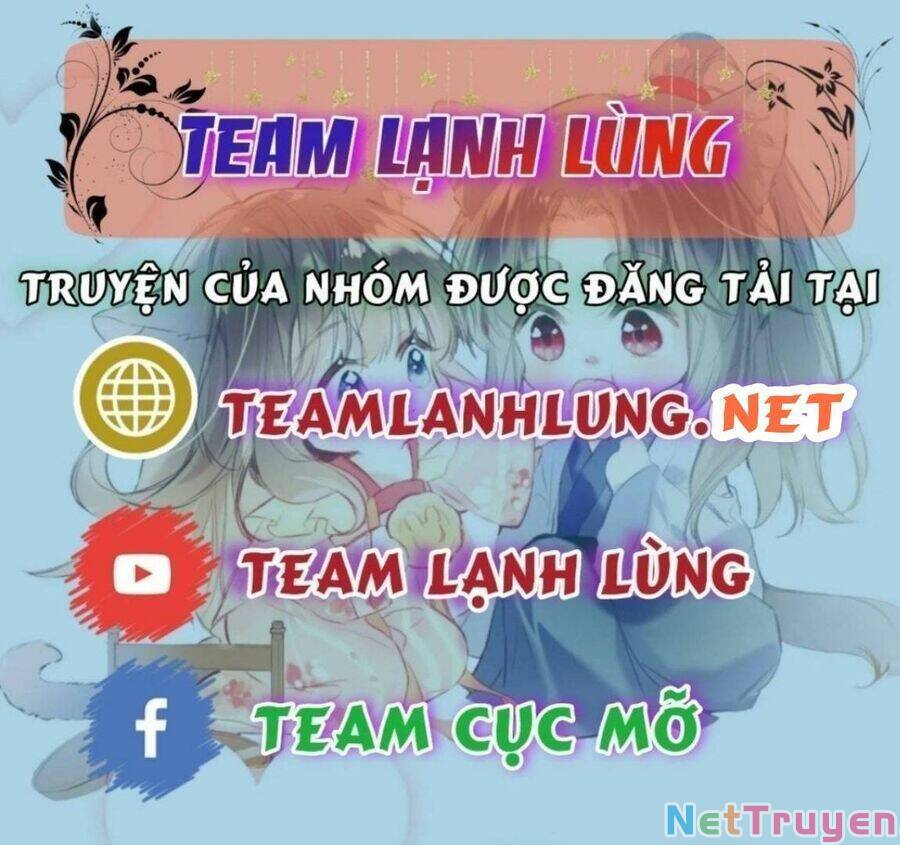 TEAM LẠNH LÙNG
TRUYỆN CỦA NHÓM ĐƯỢC ĐĂNG TẢI TẠI
TEAMLANHLUNG.NET
TEAM LẠNH LÙNG
TEAM CỤC MỠ
NetTruyen